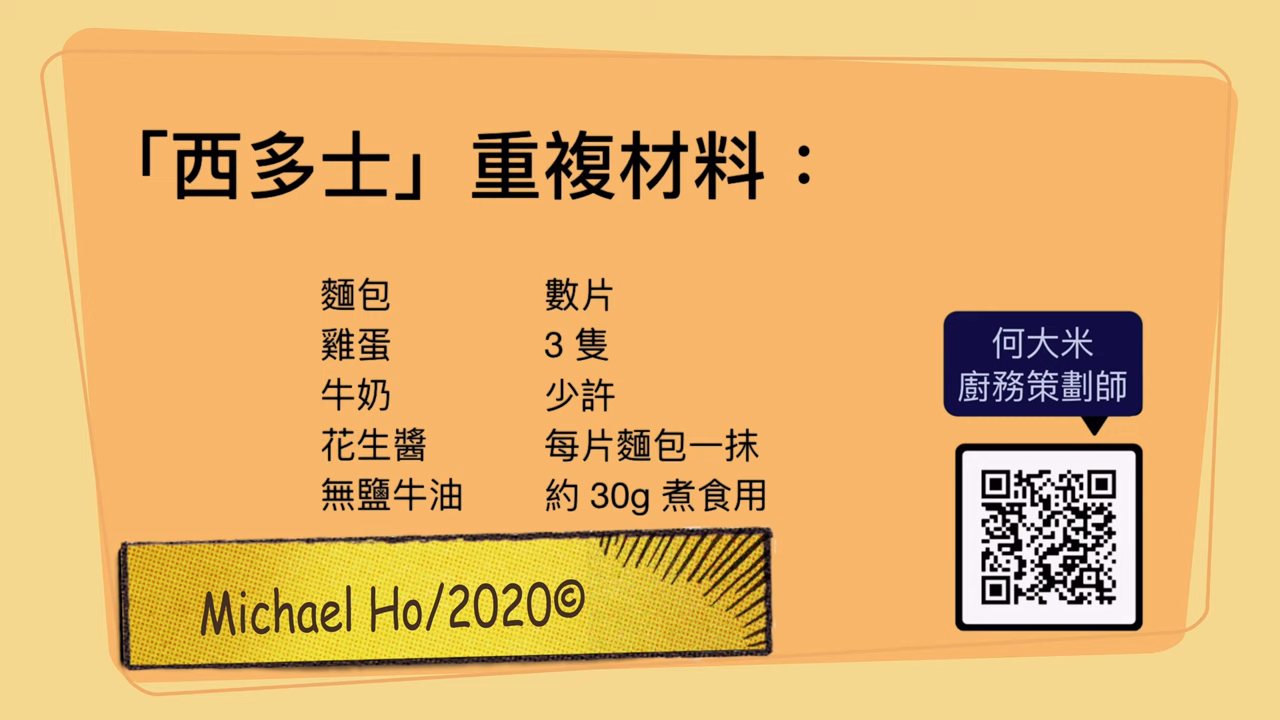 「西多士」重複材料：
麵包 數片
雞蛋 3 隻
牛奶 少許
花生醬 每片麵包一抹
無鹽牛油 約 30g 煮食用
何大米
廚務策劃師
Michael Ho/2020©